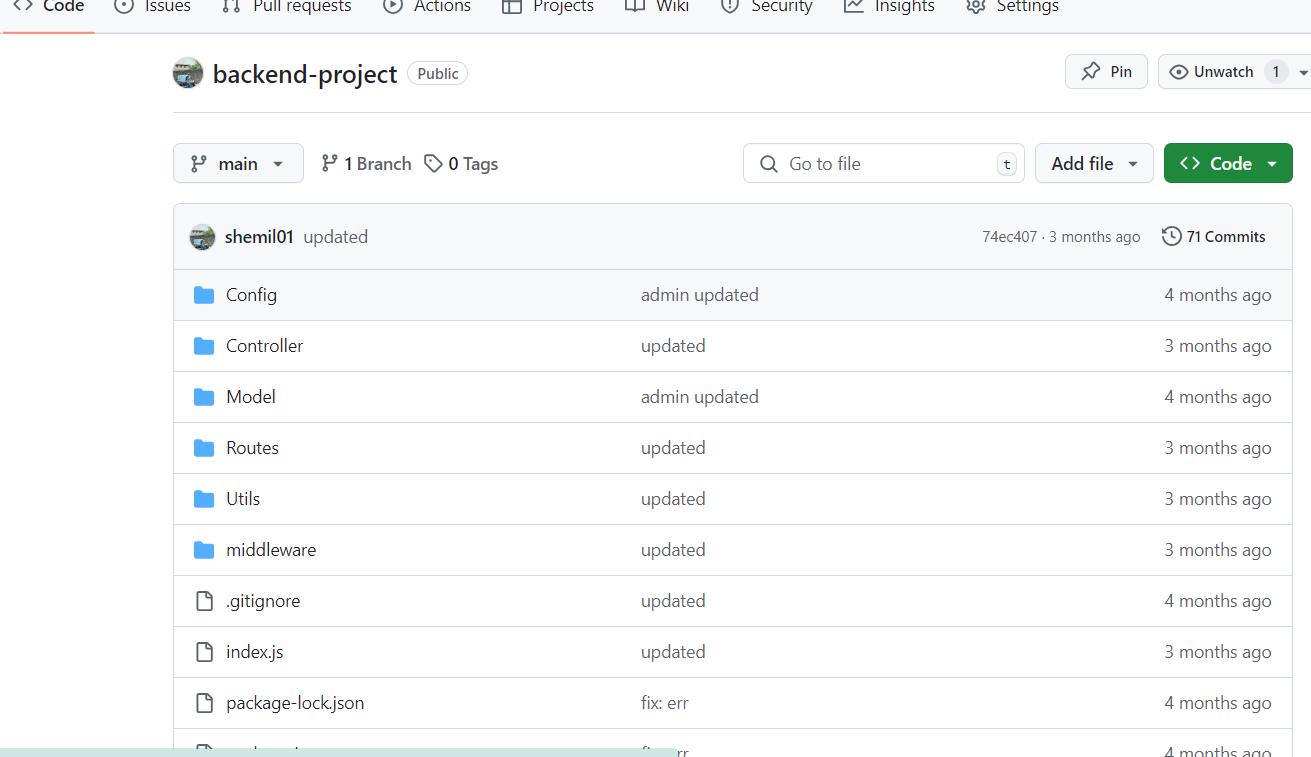 Code Issues Pull requests Actions Projects Wiki Security Insights Settings
backend-project Public Pin Unwatch 1
main 1 Branch 0 Tags Go to file t Add file Code
shemil01 updated 74ec407 · 3 months ago 71 Commits
Config admin updated 4 months ago
Controller updated 3 months ago
Model admin updated 4 months ago
Routes updated 3 months ago
Utils updated 3 months ago
middleware updated 3 months ago
.gitignore updated 4 months ago
index.js updated 3 months ago
package-lock.json fix: err 4 months ago
4 months ago